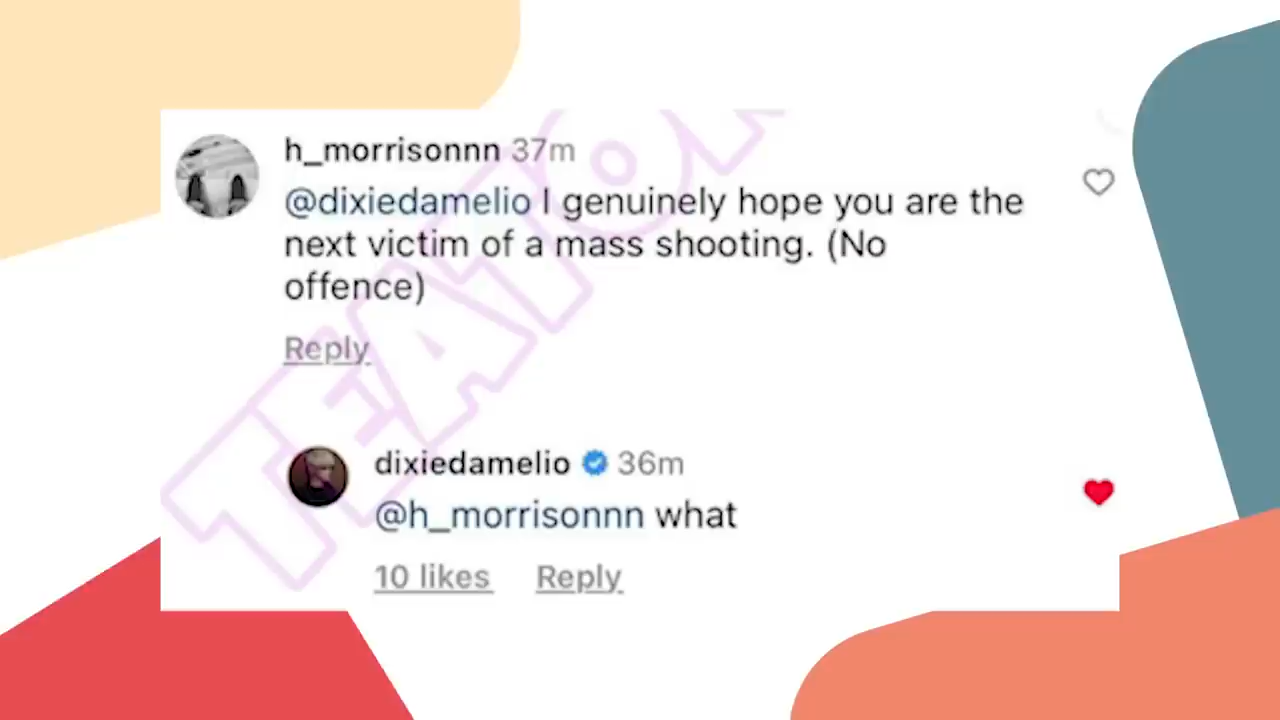 h_morrisonnn 37m
@dixiedamelio I genuinely hope you are the
next victim of a mass shooting. (No
offence)
Reply
dixiedamelio 36m
@h_morrisonnn what
10 likes Reply